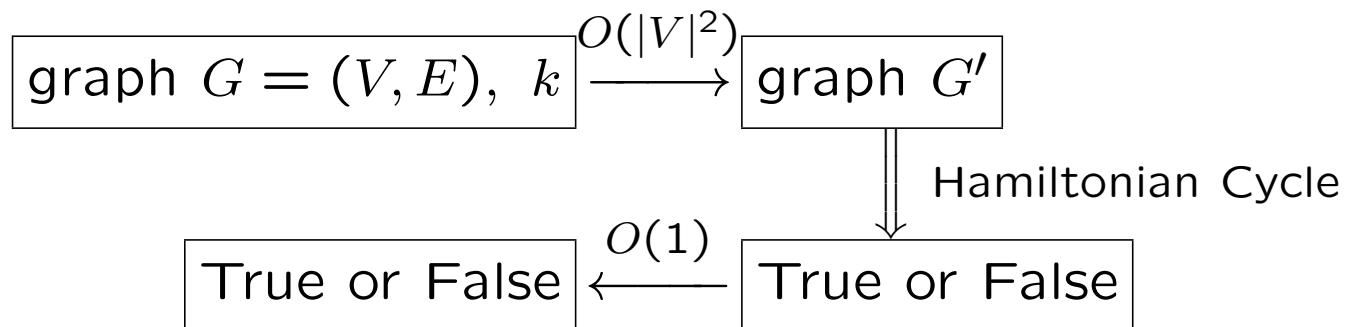 O(|V|²)
graph G = (V, E), k
graph G′
Hamiltonian Cycle
O(1)
True or False
True or False